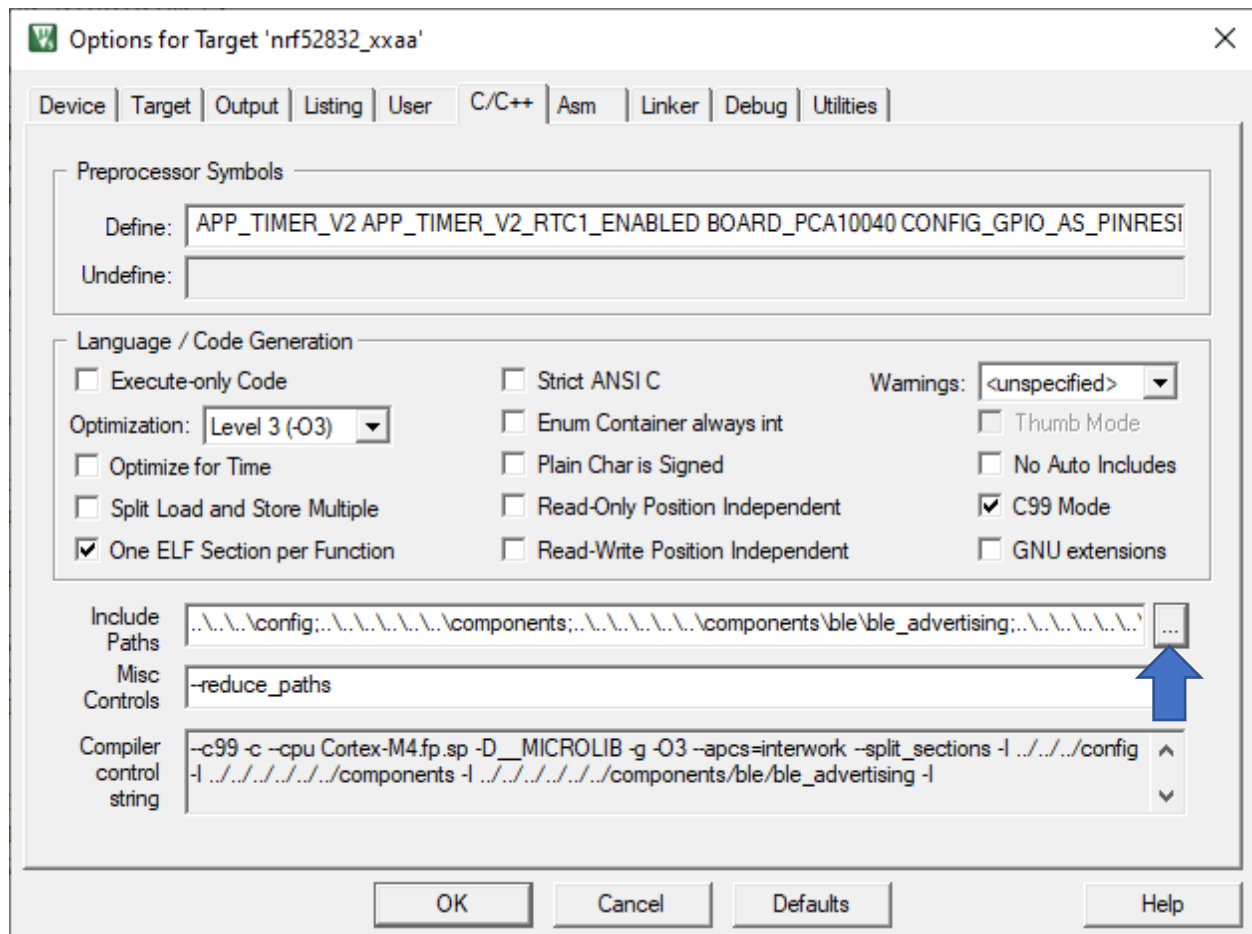 Options for Target 'nrf52832_xxaa'
Device Target Output Listing User C/C++ Asm Linker Debug Utilities
Preprocessor Symbols
Define: APP_TIMER_V2 APP_TIMER_V2_RTC1_ENABLED BOARD_PCA10040 CONFIG_GPIO_AS_PINRESI
Undefine:
Language / Code Generation
Execute-only Code Strict ANSI C Warnings: <unspecified>
Optimization: Level 3 (-O3) Enum Container always int Thumb Mode
Optimize for Time Plain Char is Signed No Auto Includes
Split Load and Store Multiple Read-Only Position Independent C99 Mode
One ELF Section per Function Read-Write Position Independent GNU extensions
Include
Paths
..\..\..\config;..\..\..\..\..\..\components;..\..\..\..\..\..\components\ble\ble_advertising;..\..\..\..\..\..\ ...
Misc
Controls
--reduce_paths
Compiler
control
string
--c99 -c --cpu Cortex-M4.fp.sp -D__MICROLIB -g -O3 --apcs=interwork --split_sections -I ../../../config
-I ../../../../../../components -I ../../../../../../components/ble/ble_advertising -I
OK Cancel Defaults Help